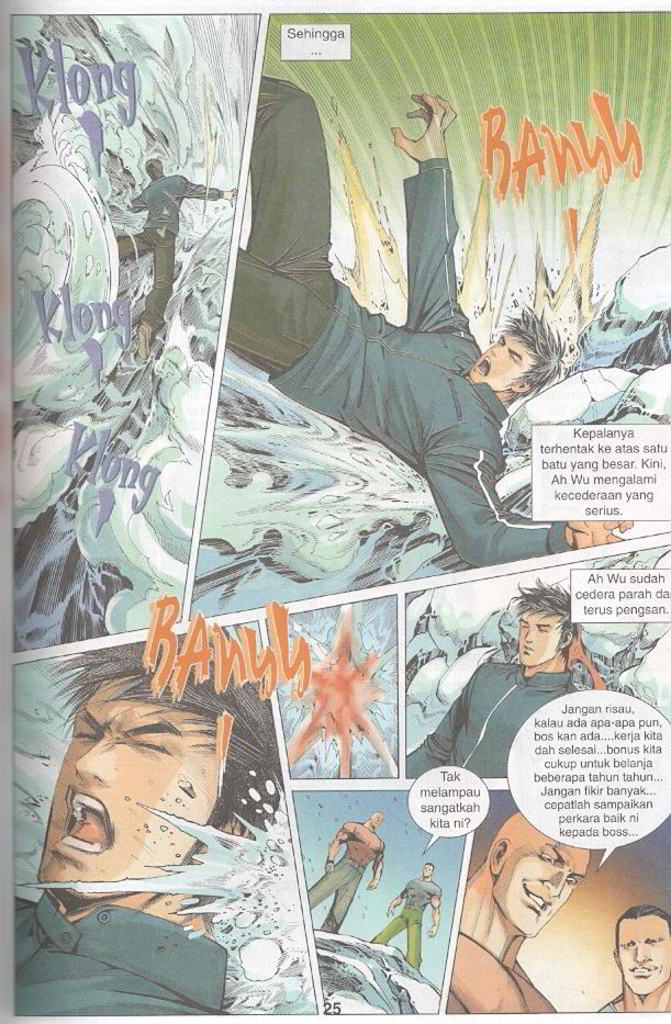 Klong
!
Klong
!
Klong
!
Sehingga
...
BANGG
!
Kepalanya
terhentak ke atas satu
batu yang besar. Kini,
Ah Wu mengalami
kecederaan yang
serius.
BANGG
!
Ah Wu sudah
cedera parah da
terus pengsan.
Jangan risau,
kalau ada apa-apa pun,
bos kan ada....kerja kita
dah selesai...bonus kita
cukup untuk belanja
beberapa tahun tahun...
Jangan fikir banyak...
cepatlah sampaikan
perkara baik ni
kepada boss...
Tak
melampau
sangatkah
kita ni?
25